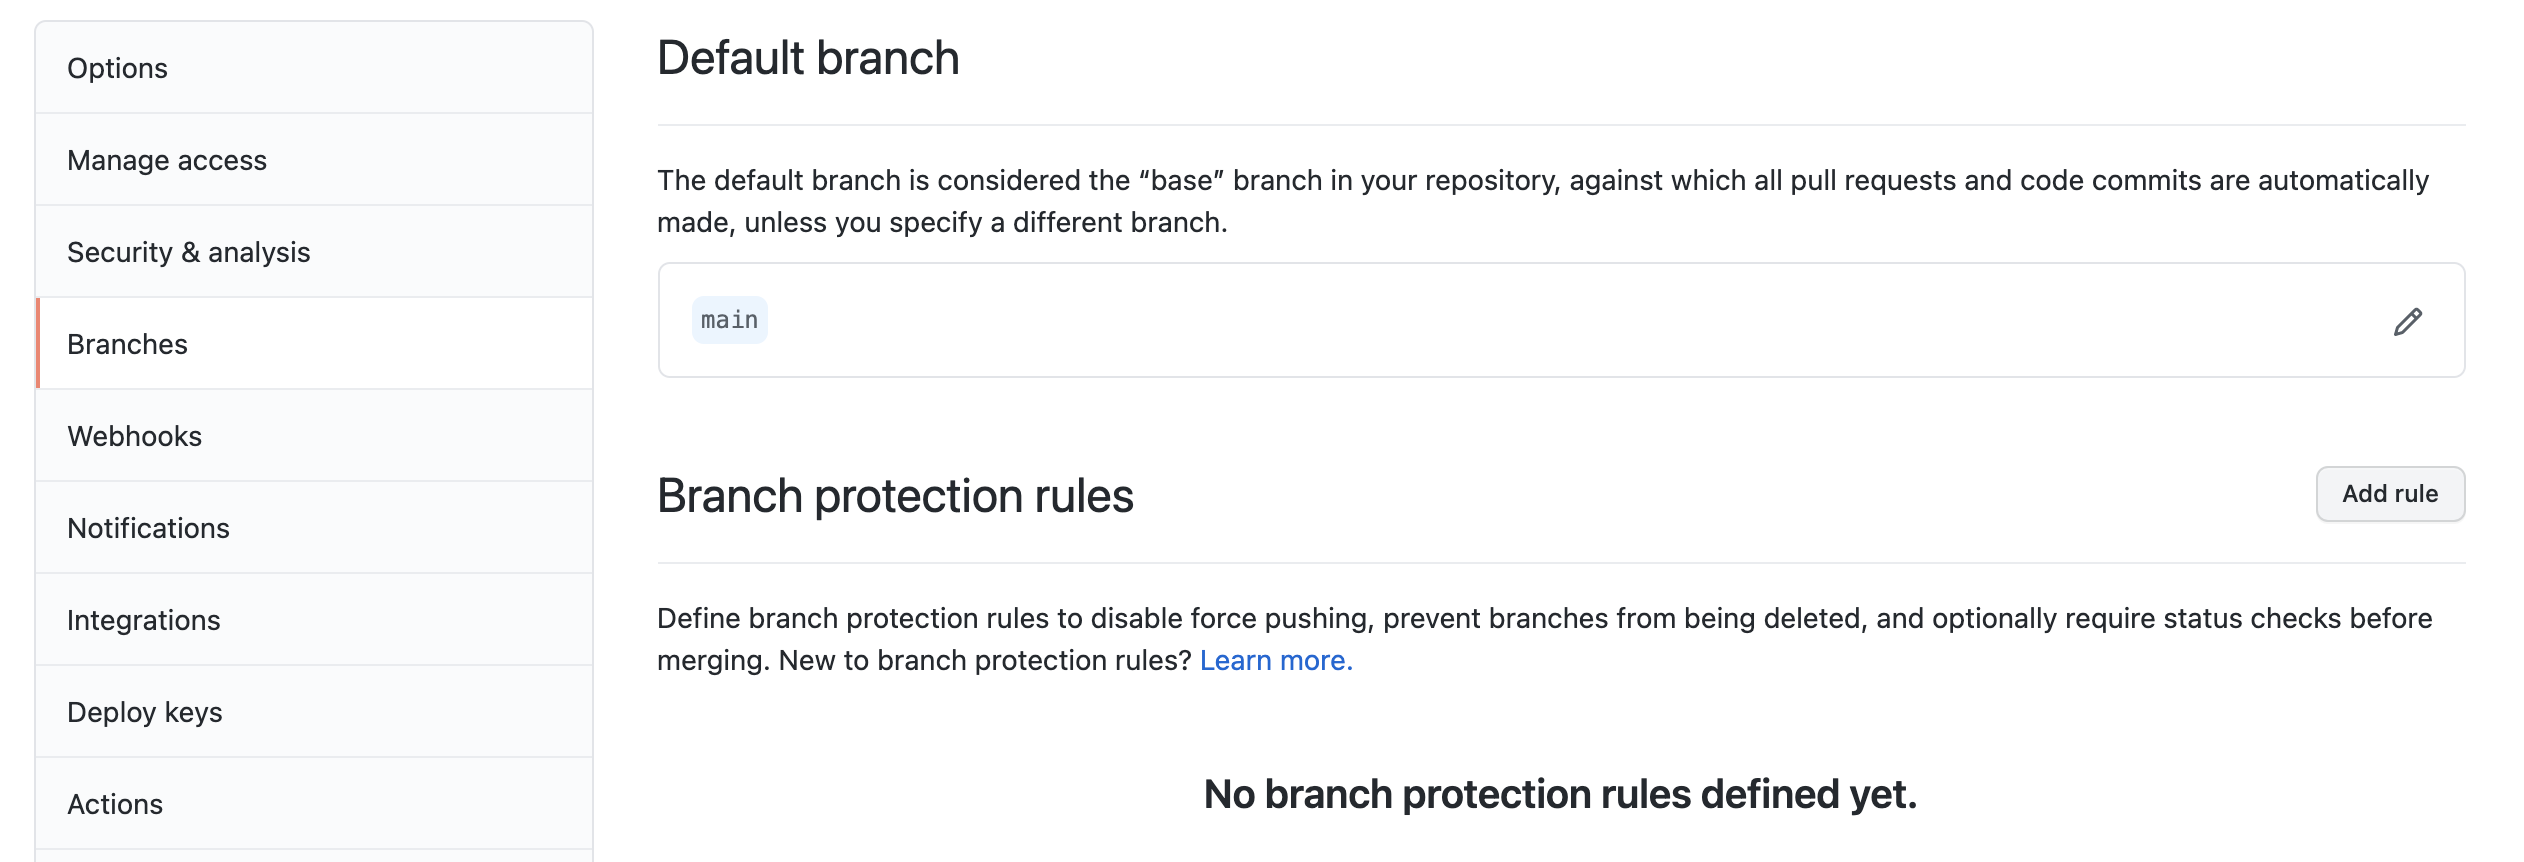 Options
Manage access
Security & analysis
Branches
Webhooks
Notifications
Integrations
Deploy keys
Actions
Default branch
The default branch is considered the “base” branch in your repository, against which all pull requests and code commits are automatically
made, unless you specify a different branch.
main
Branch protection rules
Add rule
Define branch protection rules to disable force pushing, prevent branches from being deleted, and optionally require status checks before
merging. New to branch protection rules? Learn more.
No branch protection rules defined yet.